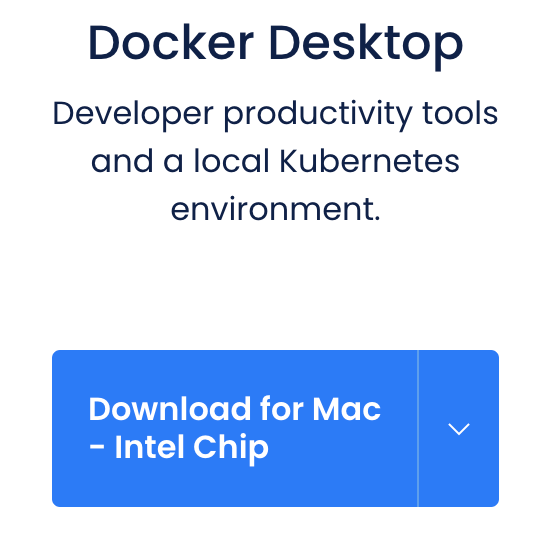 Docker Desktop
Developer productivity tools
and a local Kubernetes
environment.
Download for Mac
- Intel Chip